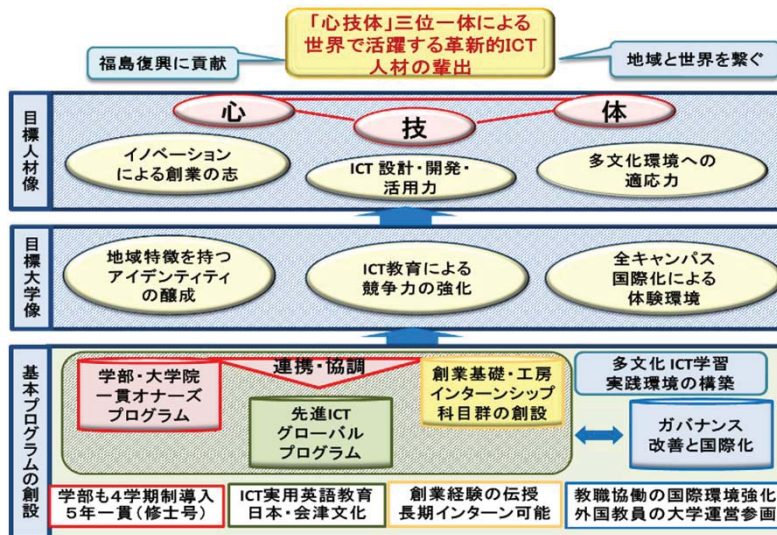 「心技体」三位一体による
世界で活躍する革新的ICT
人材の輩出
福島復興に貢献
地域と世界を繋ぐ
目標人材像
心
技
体
イノベーション
による創業の志
ICT 設計・開発・
活用力
多文化環境への
適応力
目標大学像
地域特徴を持つ
アイデンティティ
の醸成
ICT教育による
競争力の強化
全キャンパス
国際化による
体験環境
基本プログラムの創設
連携・協調
学部・大学院
一貫オナーズ
プログラム
先進ICT
グローバル
プログラム
創業基礎・工房
インターンシップ
科目群の創設
多文化 ICT学習
実践環境の構築
ガバナンス
改善と国際化
学部も4学期制導入
5年一貫(修士号)
ICT実用英語教育
日本・会津文化
創業経験の伝授
長期インターン可能
教職協働の国際環境強化
外国教員の大学運営参画